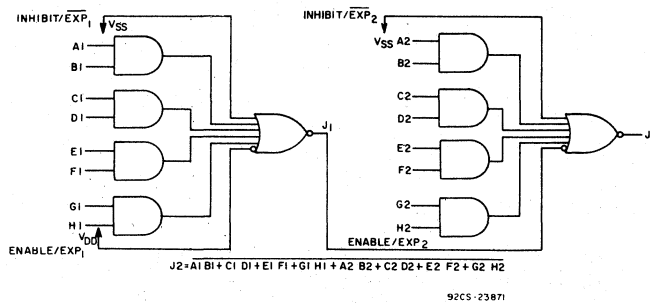 INHIBIT/EXP1
VSS
A1
B1
C1
D1
E1
F1
G1
H1
VDD
ENABLE/EXP1
J1
INHIBIT/EXP2
VSS
A2
B2
C2
D2
E2
F2
G2
H2
ENABLE/EXP2
J
J2=A1 B1+C1 D1+E1 F1+G1 H1+A2 B2+C2 D2+E2 F2+G2 H2
92CS-23871